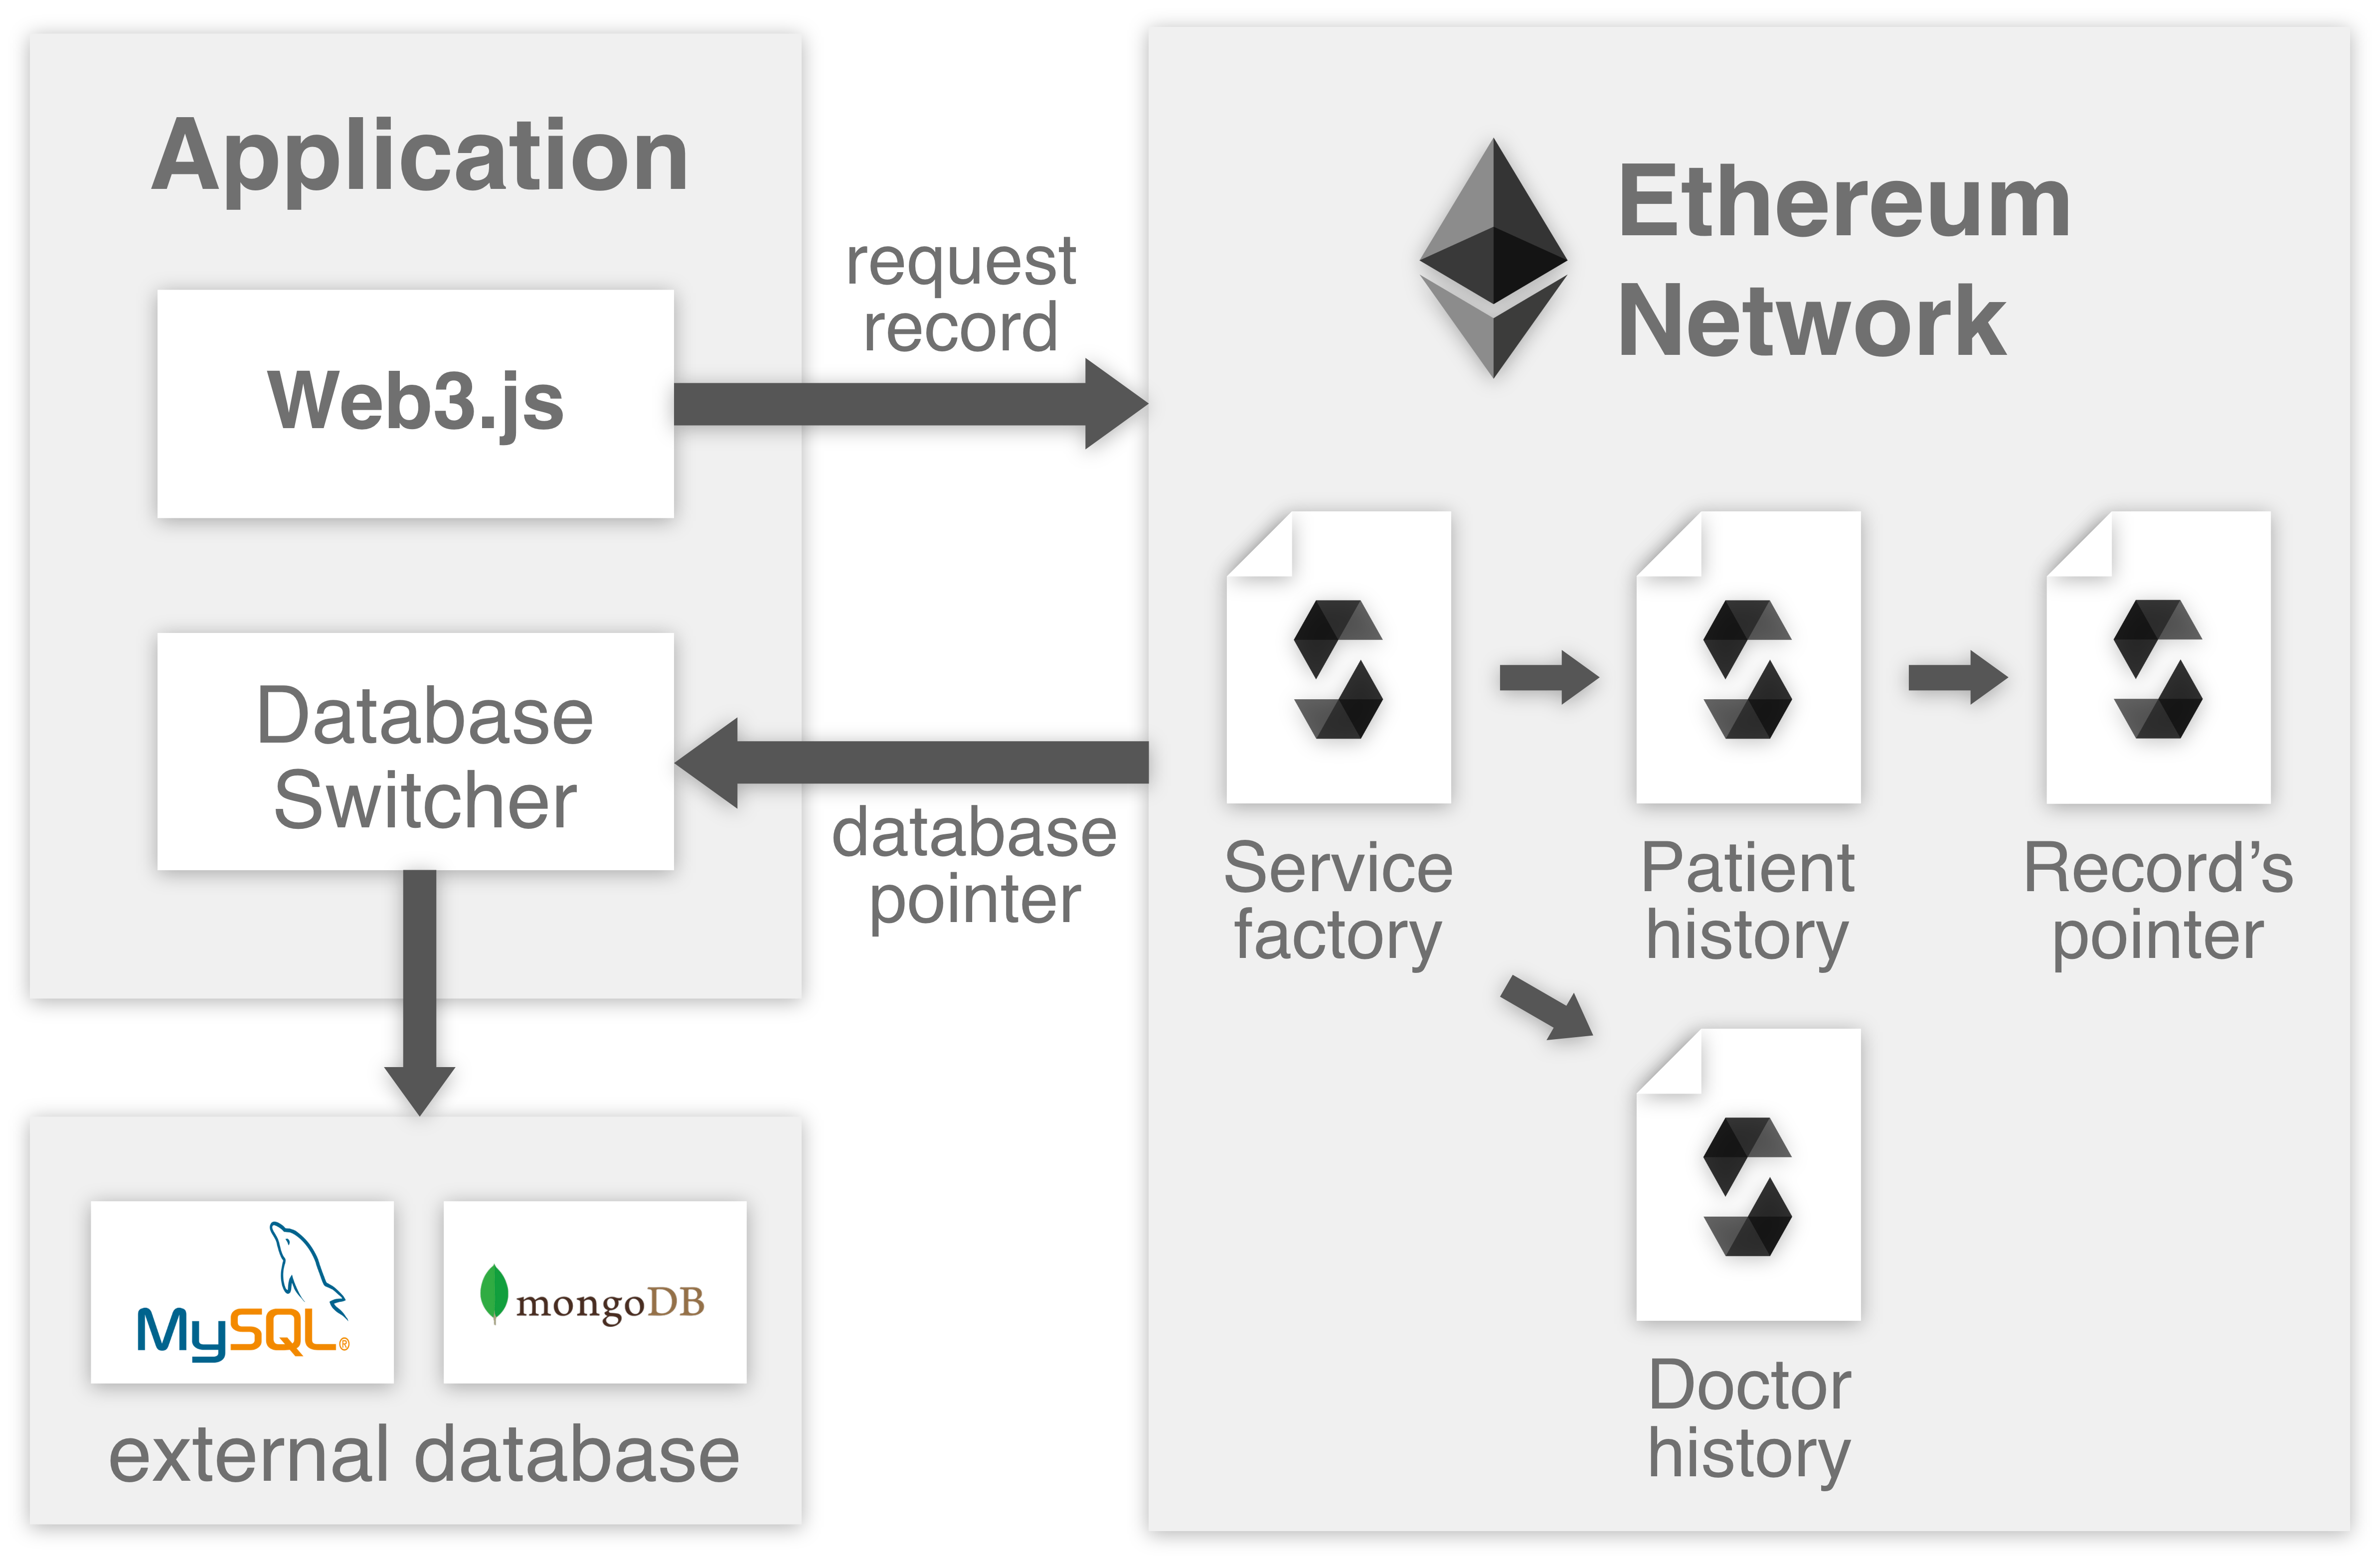 Application
Web3.js
Database
Switcher
request
record
database
pointer
Ethereum
Network
Service
factory
Patient
history
Record’s
pointer
Doctor
history
MySQL®
mongoDB
external database